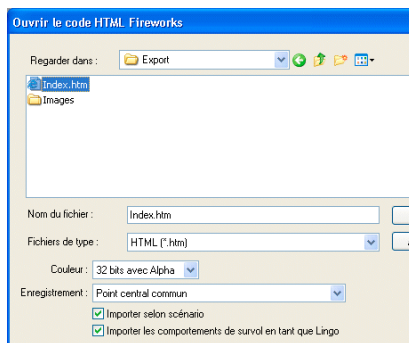 Ouvrir le code HTML Fireworks
Regarder dans : Export
Index.htm
Images
Nom du fichier : Index.htm
Fichiers de type : HTML (*.htm)
Couleur : 32 bits avec Alpha
Enregistrement : Point central commun
Importer selon scénario
Importer les comportements de survol en tant que Lingo